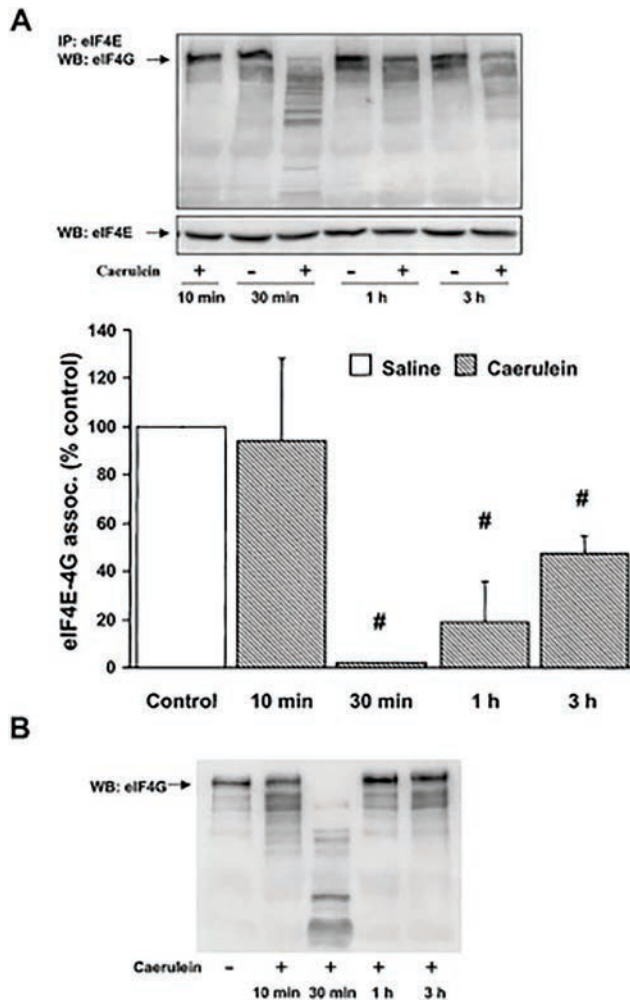 A
IP: eIF4E
WB: eIF4G
WB: eIF4E
Caerulein + - + - + - +
10 min 30 min 1 h 3 h
140
120
100
80
60
40
20
0
eIF4E-4G assoc. (% control)
Saline Caerulein
# # #
Control 10 min 30 min 1 h 3 h
B
WB: eIF4G
Caerulein - + + + +
10 min 30 min 1 h 3 h